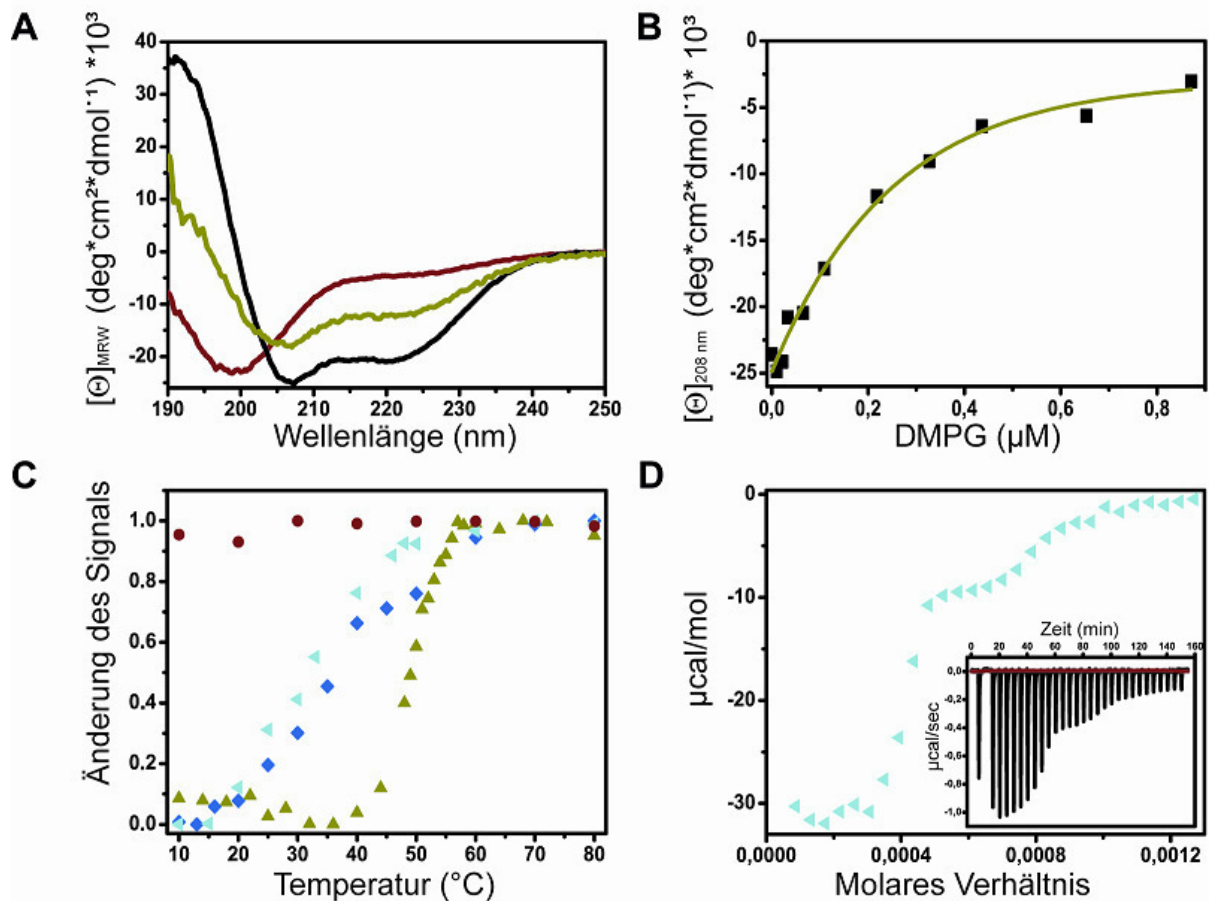 A
[Θ]MRW (deg*cm²*dmol⁻¹) *10³
40
30
20
10
0
-10
-20
190 200 210 220 230 240 250
Wellenlänge (nm)
B
[Θ]208 nm (deg*cm²*dmol⁻¹)* 10³
0
-5
-10
-15
-20
-25
0,0 0,2 0,4 0,6 0,8
DMPG (µM)
C
Änderung des Signals
1.0
0.8
0.6
0.4
0.2
0.0
10 20 30 40 50 60 70 80
Temperatur (°C)
D
µcal/mol
0
-10
-20
-30
0,0000 0,0004 0,0008 0,0012
Molares Verhältnis
Zeit (min)
0 20 40 60 80 100 120 140 160
µcal/sec
0,0
-0,2
-0,4
-0,6
-0,8
-1,0